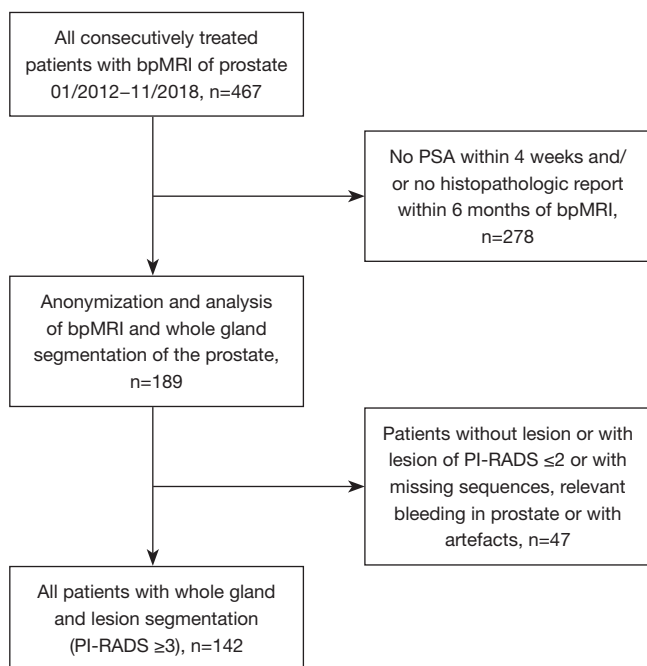 All consecutively treated
patients with bpMRI of prostate
01/2012–11/2018, n=467
No PSA within 4 weeks and/
or no histopathologic report
within 6 months of bpMRI,
n=278
Anonymization and analysis
of bpMRI and whole gland
segmentation of the prostate,
n=189
Patients without lesion or with
lesion of PI-RADS ≤2 or with
missing sequences, relevant
bleeding in prostate or with
artefacts, n=47
All patients with whole gland
and lesion segmentation
(PI-RADS ≥3), n=142